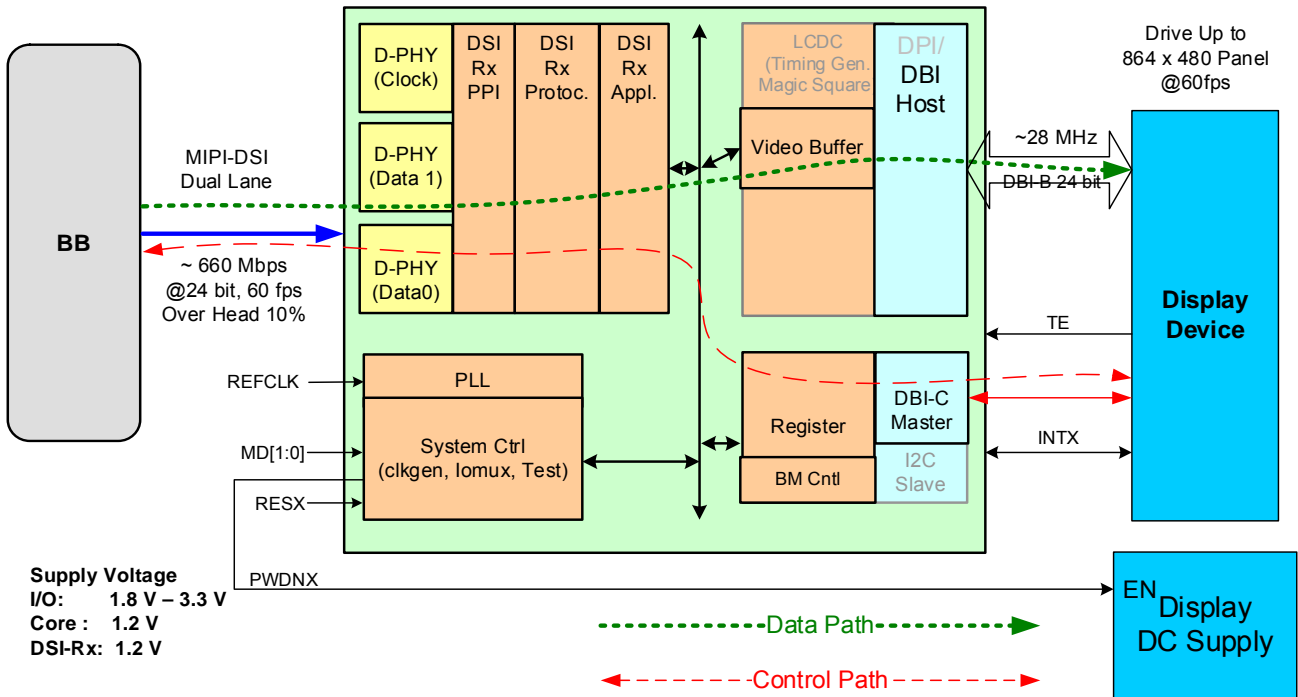 BB
MIPI-DSI
Dual Lane
~ 660 Mbps
@24 bit, 60 fps
Over Head 10%
REFCLK
MD[1:0]
RESX
PWDNX
Supply Voltage
I/O: 1.8 V – 3.3 V
Core : 1.2 V
DSI-Rx: 1.2 V
D-PHY
(Clock)
D-PHY
(Data 1)
D-PHY
(Data0)
DSI
Rx
PPI
DSI
Rx
Protoc.
DSI
Rx
Appl.
LCDC
(Timing Gen.
Magic Square)
Video Buffer
DPI/
DBI
Host
PLL
System Ctrl
(clkgen, Iomux, Test)
Register
BM Cntl
DBI-C
Master
I2C
Slave
Drive Up to
864 x 480 Panel
@60fps
~28 MHz
DBI-B 24 bit
TE
INTX
Display
Device
EN
Display
DC Supply
Data Path
Control Path